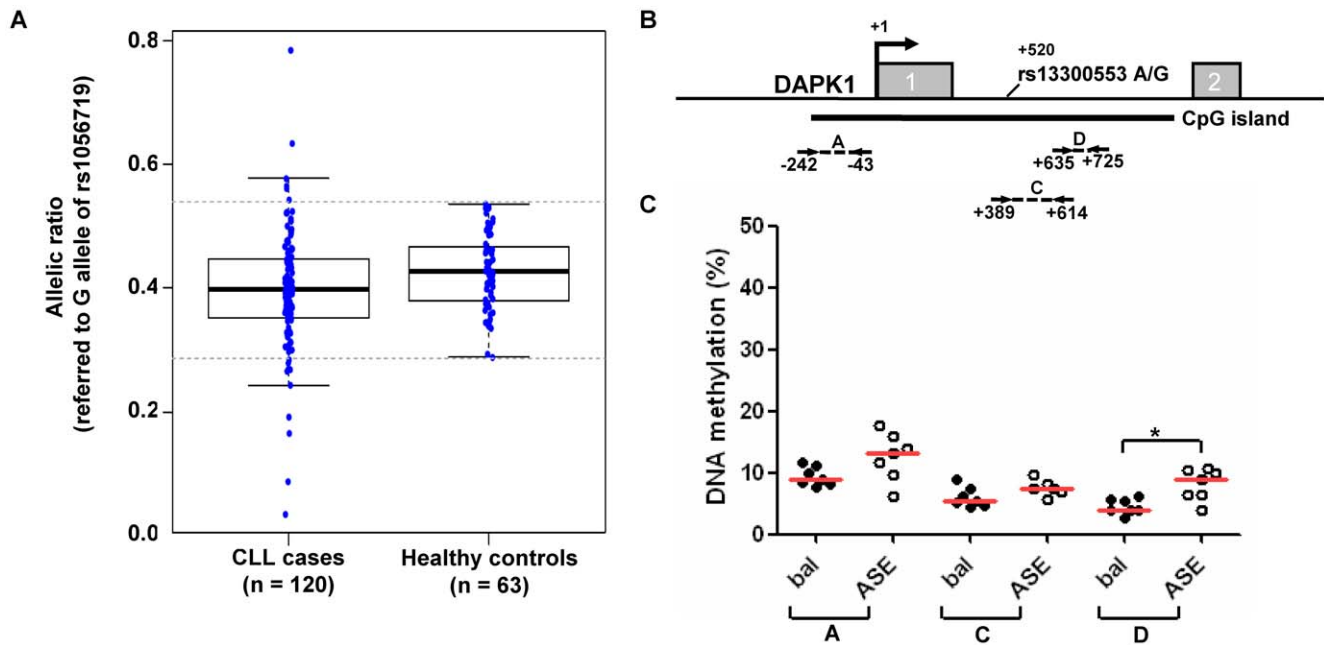 A
Allelic ratio
(referred to G allele of rs1056719)
0.8
0.6
0.4
0.2
0.0
CLL cases
(n = 120)
Healthy controls
(n = 63)
B
+1
+520
rs13300553 A/G
DAPK1
1
2
CpG island
A
-242
-43
D
+635
+725
C
+389
+614
C
DNA methylation (%)
50
40
30
20
10
0
*
bal
ASE
bal
ASE
bal
ASE
A
C
D